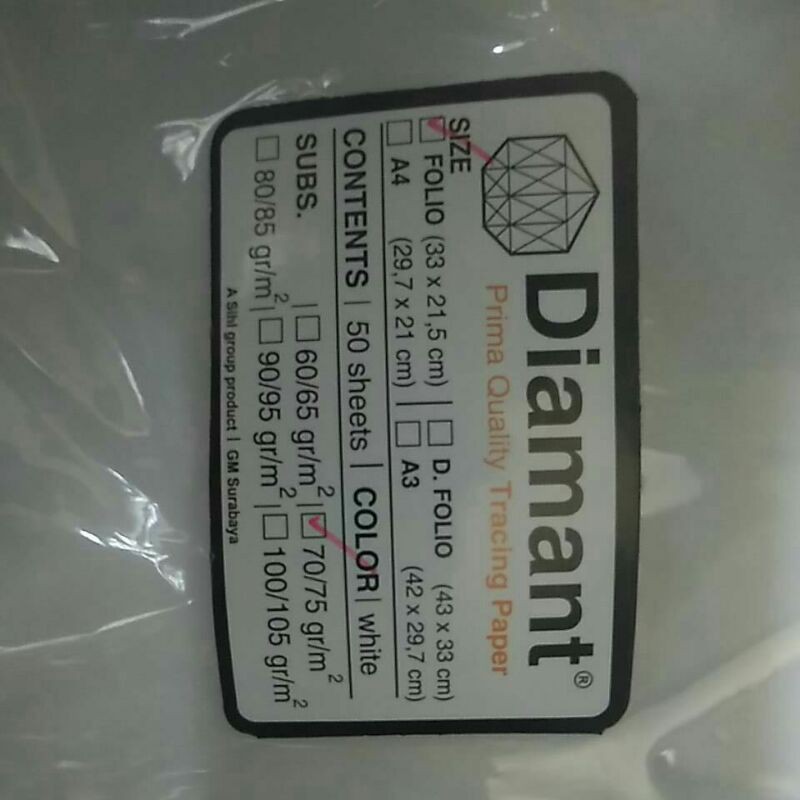 Diamant®
Prima Quality Tracing Paper
SIZE
FOLIO (33 x 21,5 cm) | D. FOLIO (43 x 33 cm)
A4 (29,7 x 21 cm) | A3 (42 x 29,7 cm)
CONTENTS | 50 sheets | COLOR | white
SUBS. | 60/65 gr/m² | 70/75 gr/m²
80/85 gr/m² | 90/95 gr/m² | 100/105 gr/m²
A Sihl group product | GM Surabaya